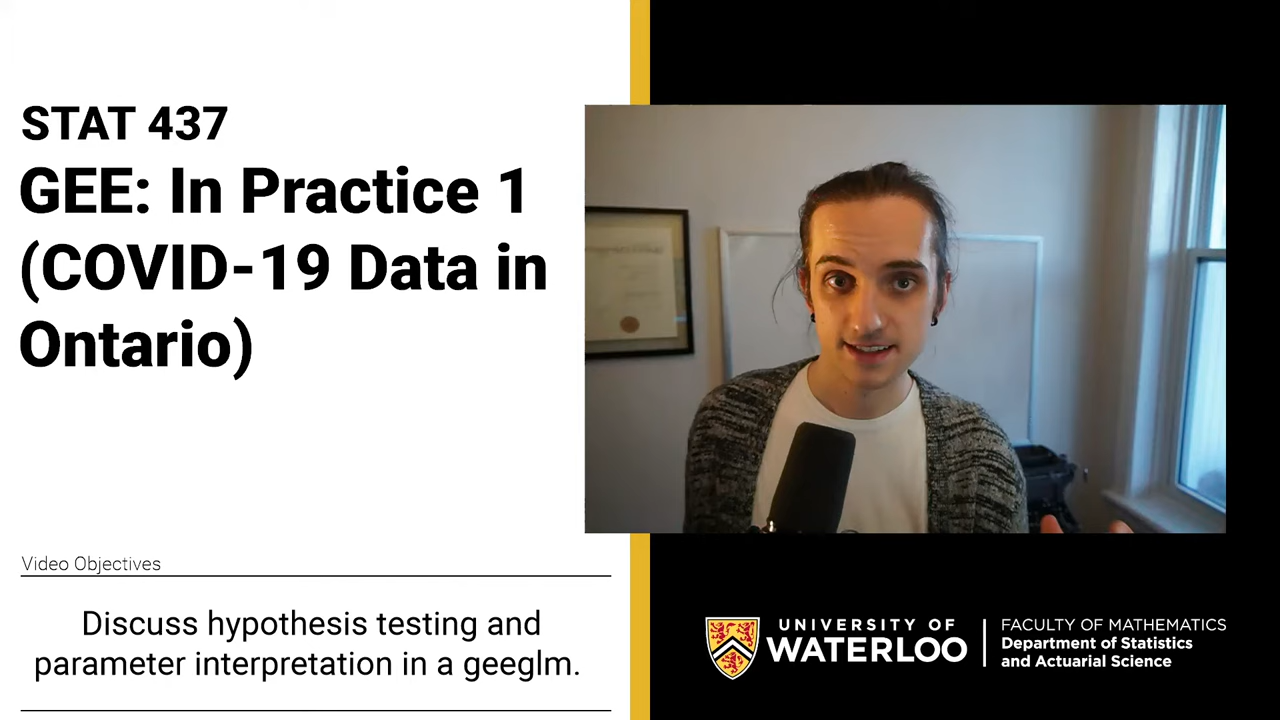 STAT 437
GEE: In Practice 1
(COVID-19 Data in
Ontario)
Video Objectives
Discuss hypothesis testing and
parameter interpretation in a geeglm.
UNIVERSITY OF
WATERLOO
FACULTY OF MATHEMATICS
Department of Statistics
and Actuarial Science